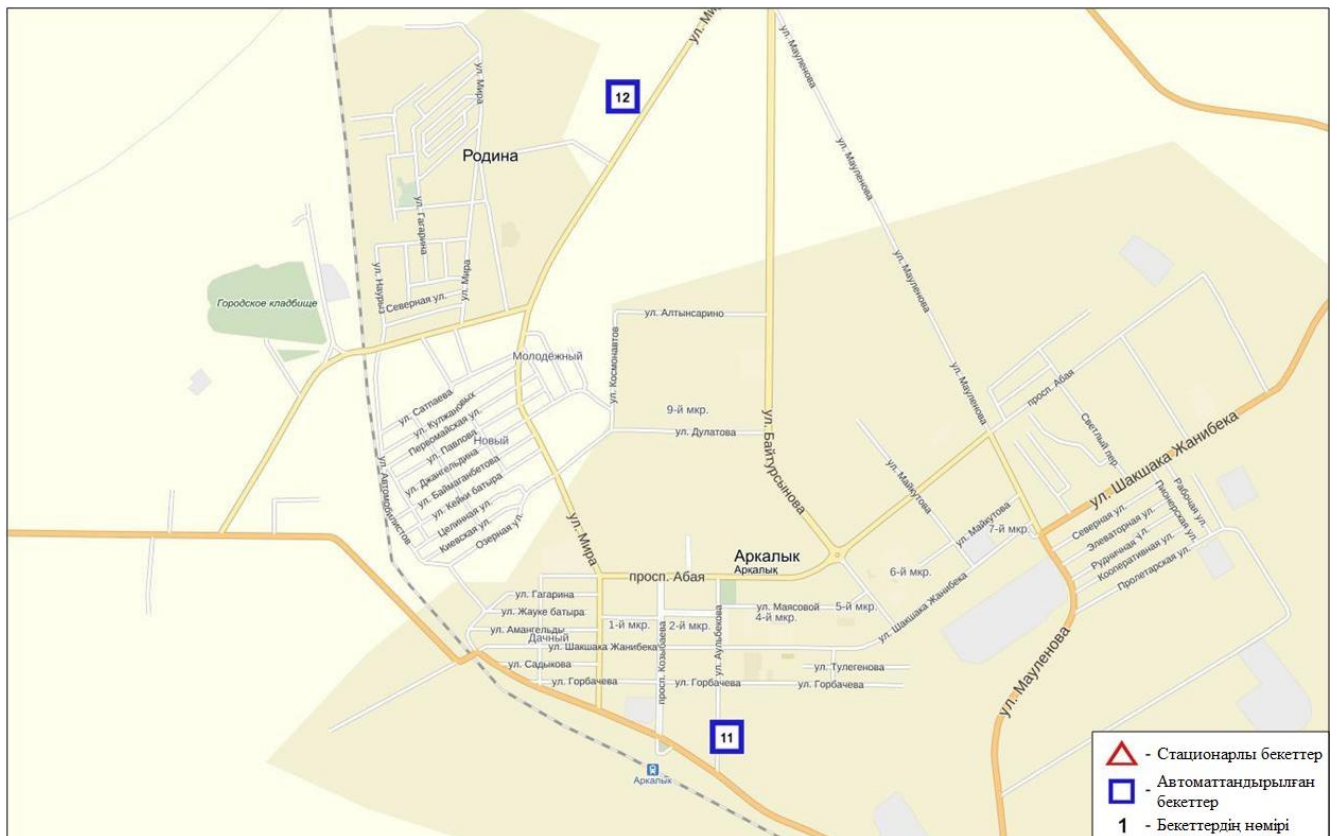 ул. Мира
ул. Мауленова
ул. Мира
12
Родина
ул. Мауленова
ул. Гагарина
ул. Мауленова
ул. Наурыз
ул. Мира
Северная ул.
Городское кладбище
ул. Алтынсарино
Молодёжный
ул. Космонавтов
ул. Мауленова
просп. Абая
ул. Сатпаева
ул. Кулжановых
9-й мкр.
Первомайская ул.
ул. Павлова
Новый
ул. Дулатова
ул. Байтурсынова
Светлый пер.
ул. Шакшака Жанибека
ул. Джангельдина
ул. Баймаганбетова
ул. Автомобилистов
ул. Кейки батыра
Целинная ул.
Киевская ул.
Озерная ул.
ул. Майкутова
ул. Майкутова
7-й мкр.
Северная ул.
Пионерская ул.
Рабочая ул.
Элеваторная ул.
Рудничная ул.
Кооперативная ул.
Пролетарская ул.
ул. Мира
Аркалык
Арқалық
просп. Абая
6-й мкр.
ул. Гагарина
ул. Жауке батыра
ул. Маясовой
5-й мкр.
4-й мкр.
ул. Амангельды
1-й мкр.
2-й мкр.
Дачный
ул. Шакшака Жанибека
ул. Шакшака Жанибека
просп. Козыбаева
ул. Аульбекова
ул. Садыкова
ул. Тулегенова
ул. Горбачева
ул. Горбачева
ул. Горбачева
ул. Мауленова
11
Аркалык
- Стационарлы бекеттер
- Автоматтандырылған
бекеттер
1 - Бекеттердің нөмірі